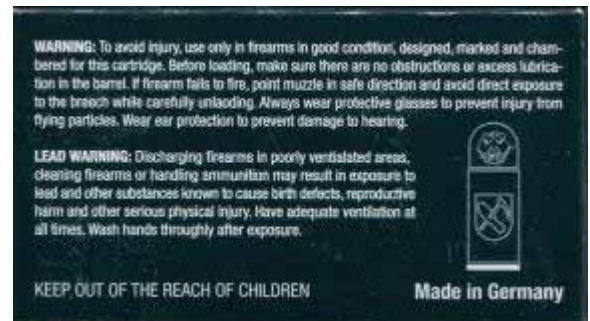 WARNING: To avoid injury, use only in firearms in good condition, designed, marked and cham-
bered for this cartridge. Before loading, make sure there are no obstructions or excess lubrica-
tion in the barrel. If firearm fails to fire, point muzzle in safe direction and avoid direct exposure
to the breech while carefully unlaoding. Always wear protective glasses to prevent injury from
flying particles. Wear ear protection to prevent damage to hearing.
LEAD WARNING: Discharging firearms in poorly ventialated areas,
cleaning firearms or handling ammunition may result in exposure to
lead and other substances known to cause birth defects, reproductive
harm and other serious physical injury. Have adequate ventilation at
all times. Wash hands throughly after exposure.
KEEP OUT OF THE REACH OF CHILDREN
Made in Germany